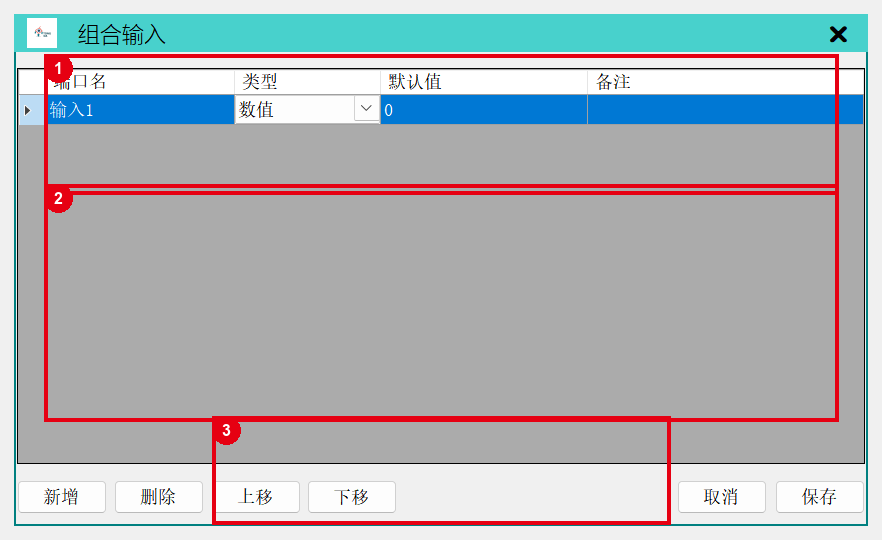 组合输入
1
端口名 类型 默认值 备注
输入1 数值 0
2
3
新增 删除 上移 下移 取消 保存